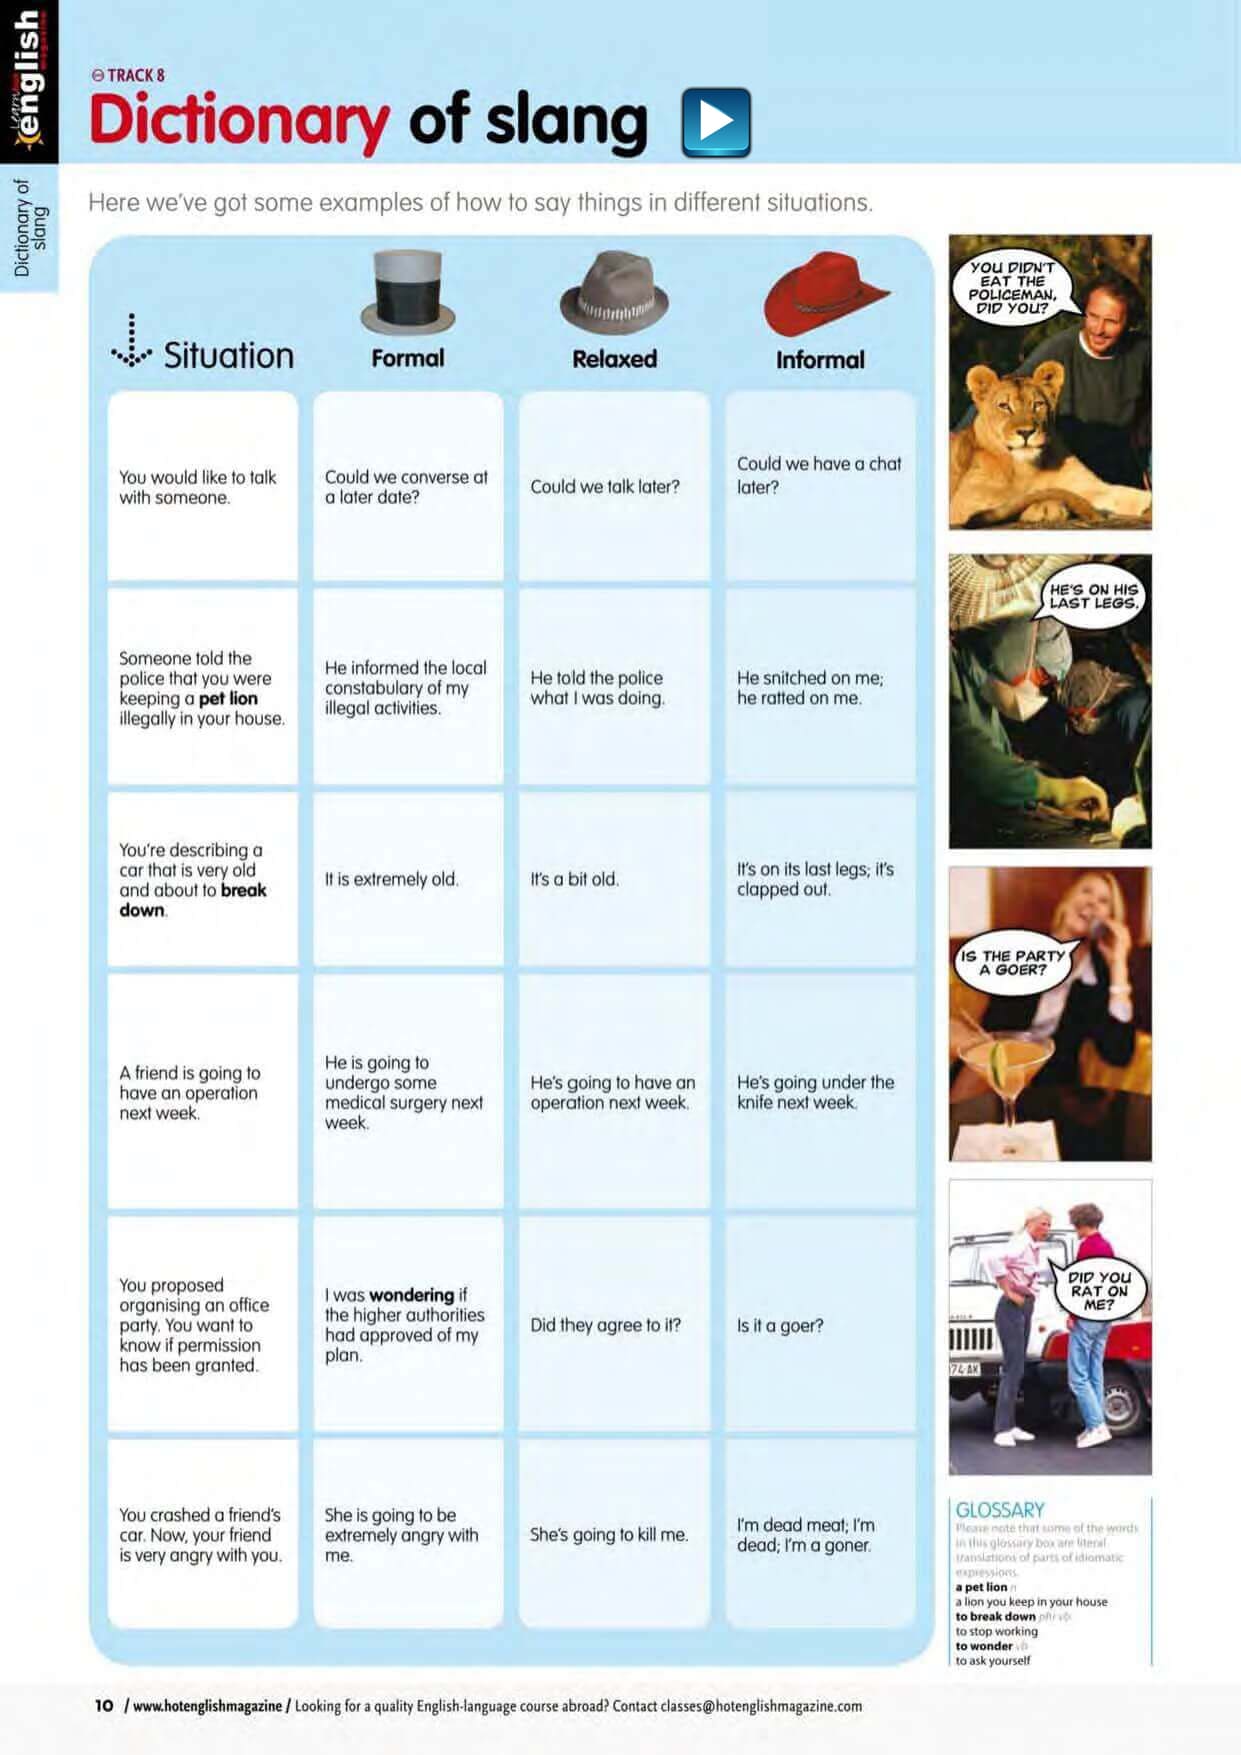 Learn hot
english
magazine
Dictionary of
slang
TRACK 8
Dictionary of slang
Here we've got some examples of how to say things in different situations.
Situation
Formal
Relaxed
Informal
You would like to talk
with someone.
Could we converse at
a later date?
Could we talk later?
Could we have a chat
later?
Someone told the
police that you were
keeping a pet lion
illegally in your house.
He informed the local
constabulary of my
illegal activities.
He told the police
what I was doing.
He snitched on me;
he ratted on me.
You're describing a
car that is very old
and about to break
down.
It is extremely old.
It's a bit old.
It's on its last legs; it's
clapped out.
A friend is going to
have an operation
next week.
He is going to
undergo some
medical surgery next
week.
He's going to have an
operation next week.
He's going under the
knife next week.
You proposed
organising an office
party. You want to
know if permission
has been granted.
I was wondering if
the higher authorities
had approved of my
plan.
Did they agree to it?
Is it a goer?
You crashed a friend's
car. Now, your friend
is very angry with you.
She is going to be
extremely angry with
me.
She's going to kill me.
I'm dead meat; I'm
dead; I'm a goner.
YOU DIDN'T
EAT THE
POLICEMAN,
DID YOU?
HE'S ON HIS
LAST LEGS.
IS THE PARTY
A GOER?
DID YOU
RAT ON
ME?
74-AK
GLOSSARY
Please note that some of the words
in this glossary box are literal
translations of parts of idiomatic
expressions.
a pet lion n
a lion you keep in your house
to break down phr vb
to stop working
to wonder vb
to ask yourself
10 / www.hotenglishmagazine / Looking for a quality English-language course abroad? Contact classes@hotenglishmagazine.com